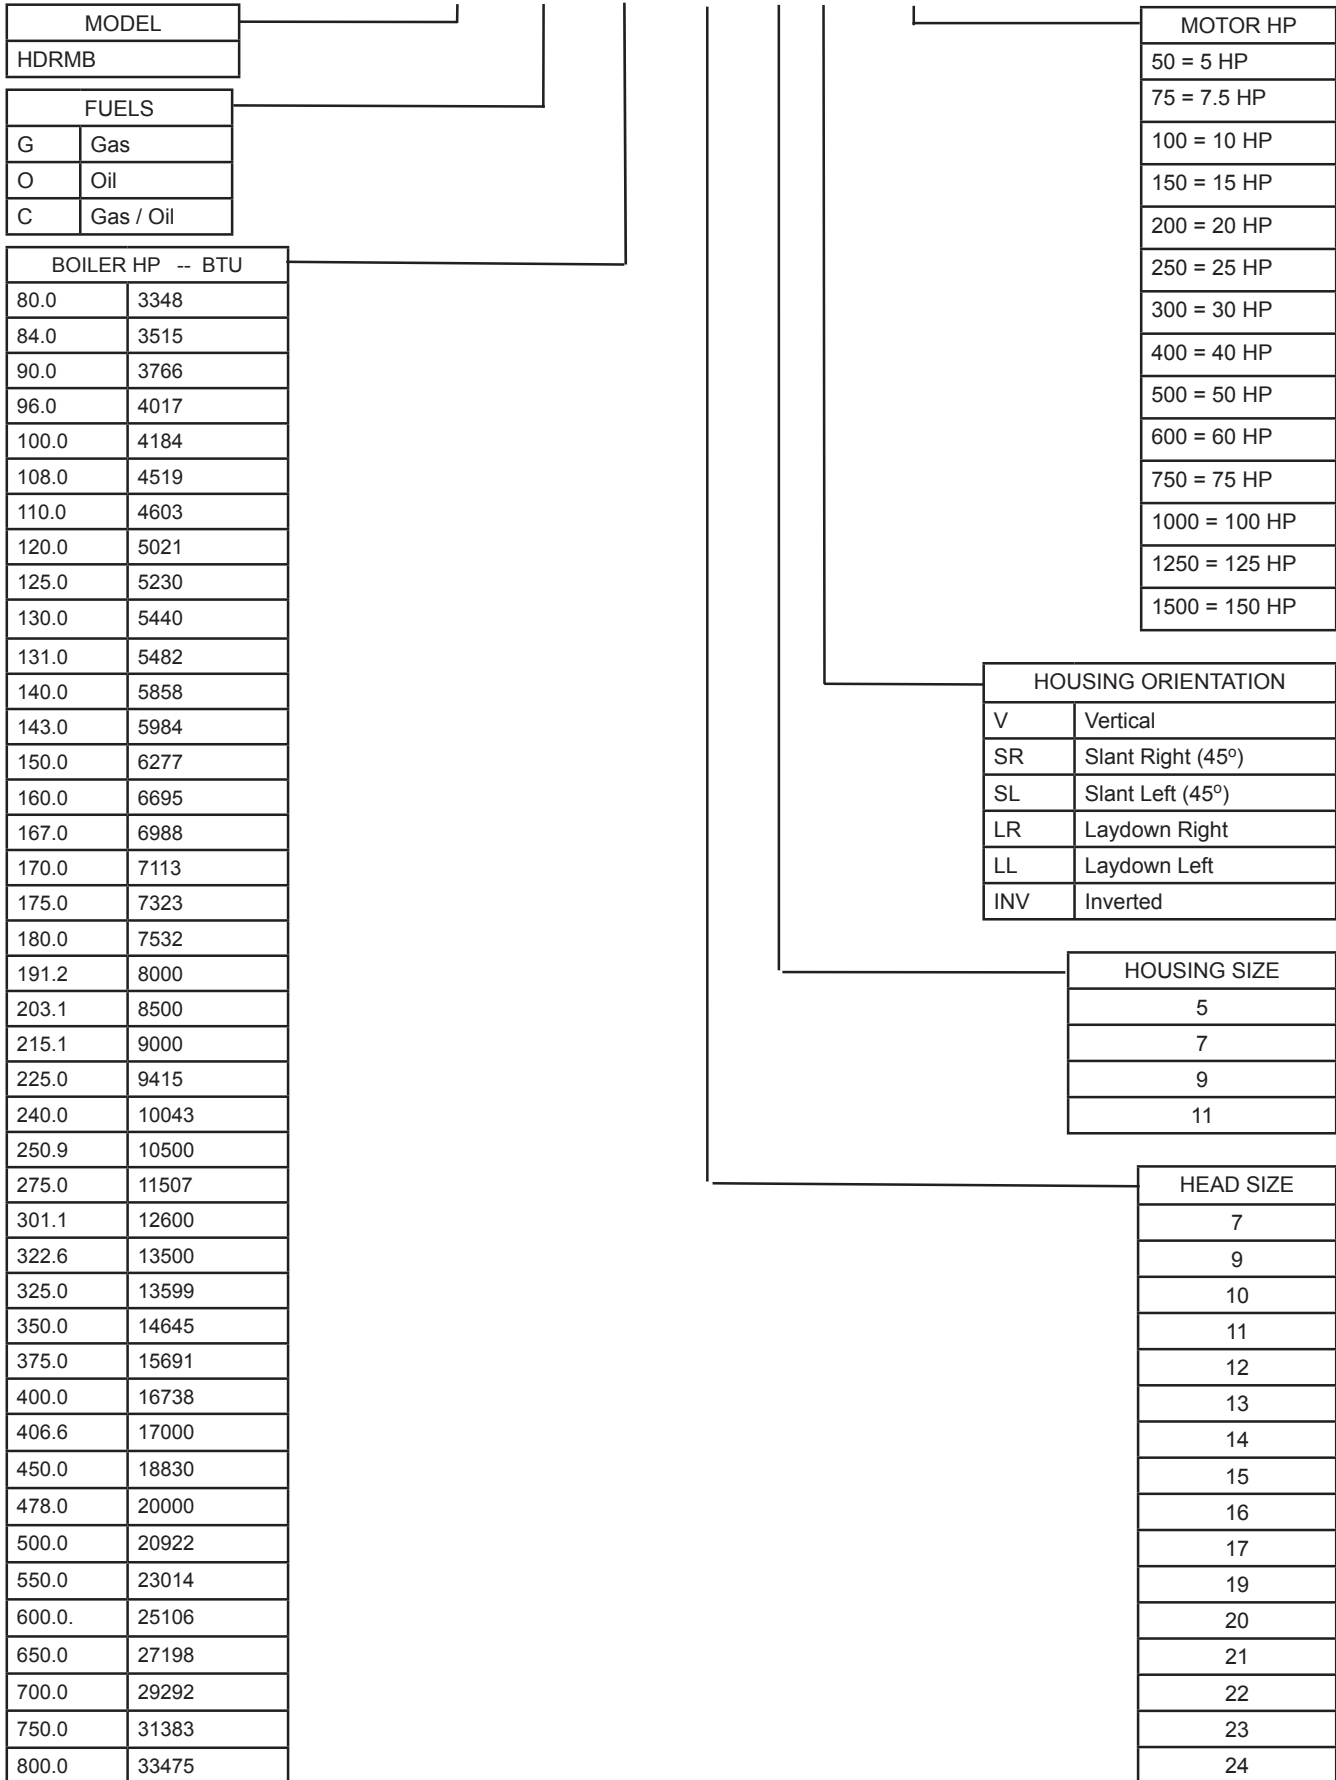 MODEL
HDRMB
FUELS
G Gas
O Oil
C Gas / Oil
BOILER HP -- BTU
80.0 3348
84.0 3515
90.0 3766
96.0 4017
100.0 4184
108.0 4519
110.0 4603
120.0 5021
125.0 5230
130.0 5440
131.0 5482
140.0 5858
143.0 5984
150.0 6277
160.0 6695
167.0 6988
170.0 7113
175.0 7323
180.0 7532
191.2 8000
203.1 8500
215.1 9000
225.0 9415
240.0 10043
250.9 10500
275.0 11507
301.1 12600
322.6 13500
325.0 13599
350.0 14645
375.0 15691
400.0 16738
406.6 17000
450.0 18830
478.0 20000
500.0 20922
550.0 23014
600.0. 25106
650.0 27198
700.0 29292
750.0 31383
800.0 33475
MOTOR HP
50 = 5 HP
75 = 7.5 HP
100 = 10 HP
150 = 15 HP
200 = 20 HP
250 = 25 HP
300 = 30 HP
400 = 40 HP
500 = 50 HP
600 = 60 HP
750 = 75 HP
1000 = 100 HP
1250 = 125 HP
1500 = 150 HP
HOUSING ORIENTATION
V Vertical
SR Slant Right (45º)
SL Slant Left (45º)
LR Laydown Right
LL Laydown Left
INV Inverted
HOUSING SIZE
5
7
9
11
HEAD SIZE
7
9
10
11
12
13
14
15
16
17
19
20
21
22
23
24